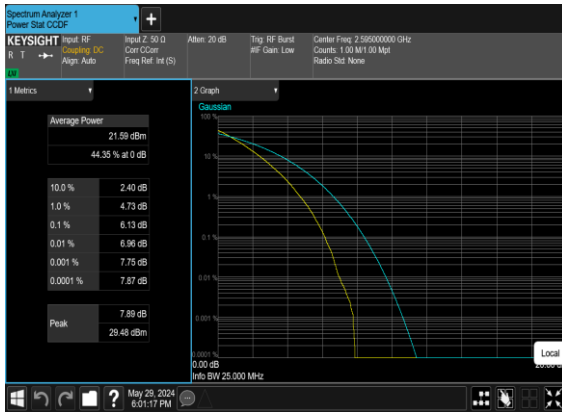 Spectrum Analyzer 1
Power Stat CCDF
+
KEYSIGHT
R T
LXI
Input: RF
Coupling: DC
Align: Auto
Input Z: 50 Ω
Corr CCorr
Freq Ref: Int (S)
Atten: 20 dB
Trig: RF Burst
#IF Gain: Low
Center Freq: 2.595000000 GHz
Counts: 1.00 M/1.00 Mpt
Radio Std: None
1 Metrics
Average Power
21.59 dBm
44.35 % at 0 dB
10.0 % 2.40 dB
1.0 % 4.73 dB
0.1 % 6.13 dB
0.01 % 6.96 dB
0.001 % 7.75 dB
0.0001 % 7.87 dB
Peak
7.89 dB
29.48 dBm
2 Graph
Gaussian
100 %
10 %
1 %
0.1 %
0.01 %
0.001 %
0.0001 %
0.00 dB
Info BW 25.000 MHz
Local
?
May 29, 2024
6:01:17 PM